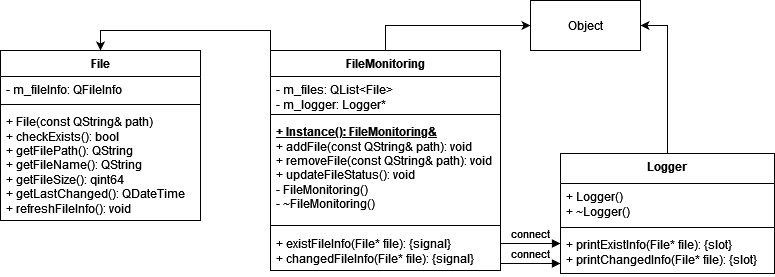 Object
File
- m_fileInfo: QFileInfo
+ File(const QString& path)
+ checkExists(): bool
+ getFilePath(): QString
+ getFileName(): QString
+ getFileSize(): qint64
+ getLastChanged(): QDateTime
+ refreshFileInfo(): void
FileMonitoring
- m_files: QList<File>
- m_logger: Logger*
+ Instance(): FileMonitoring&
+ addFile(const QString& path): void
+ removeFile(const QString& path): void
+ updateFileStatus(): void
- FileMonitoring()
- ~FileMonitoring()
+ existFileInfo(File* file): {signal}
+ changedFileInfo(File* file): {signal}
connect
connect
Logger
+ Logger()
+ ~Logger()
+ printExistInfo(File* file): {slot}
+ printChangedInfo(File* file): {slot}